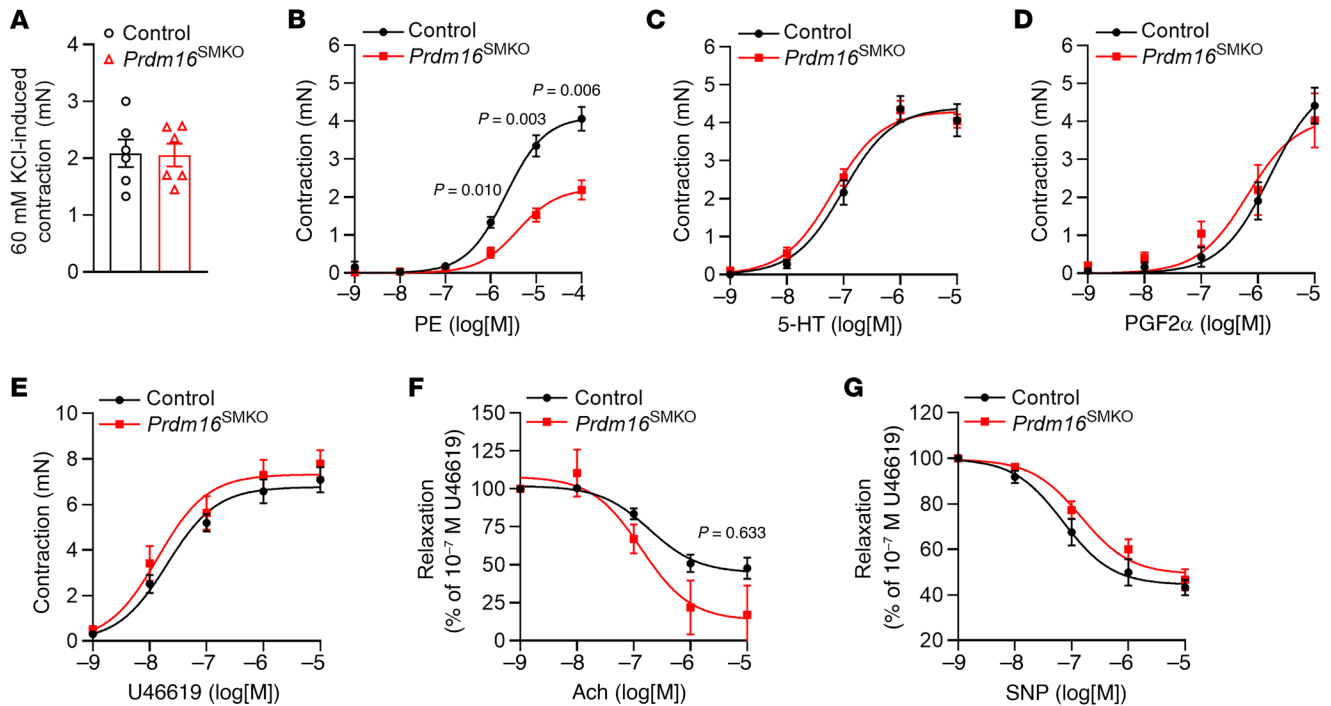 A
Control
Prdm16SMKO
60 mM KCl-induced
contraction (mN)
4
3
2
1
0
B
Control
Prdm16SMKO
Contraction (mN)
6
5
4
3
2
1
0
P = 0.006
P = 0.003
P = 0.010
–9 –8 –7 –6 –5 –4
PE (log[M])
C
Control
Prdm16SMKO
Contraction (mN)
6
5
4
3
2
1
0
–9 –8 –7 –6 –5
5-HT (log[M])
D
Control
Prdm16SMKO
Contraction (mN)
6
5
4
3
2
1
0
–9 –8 –7 –6 –5
PGF2α (log[M])
E
Control
Prdm16SMKO
Contraction (mN)
10
8
6
4
2
0
–9 –8 –7 –6 –5
U46619 (log[M])
F
Control
Prdm16SMKO
Relaxation
(% of 10–7 M U46619)
150
125
100
75
50
25
0
P = 0.633
–9 –8 –7 –6 –5
Ach (log[M])
G
Control
Prdm16SMKO
Relaxation
(% of 10–7 M U46619)
120
100
80
60
40
20
–9 –8 –7 –6 –5
SNP (log[M])